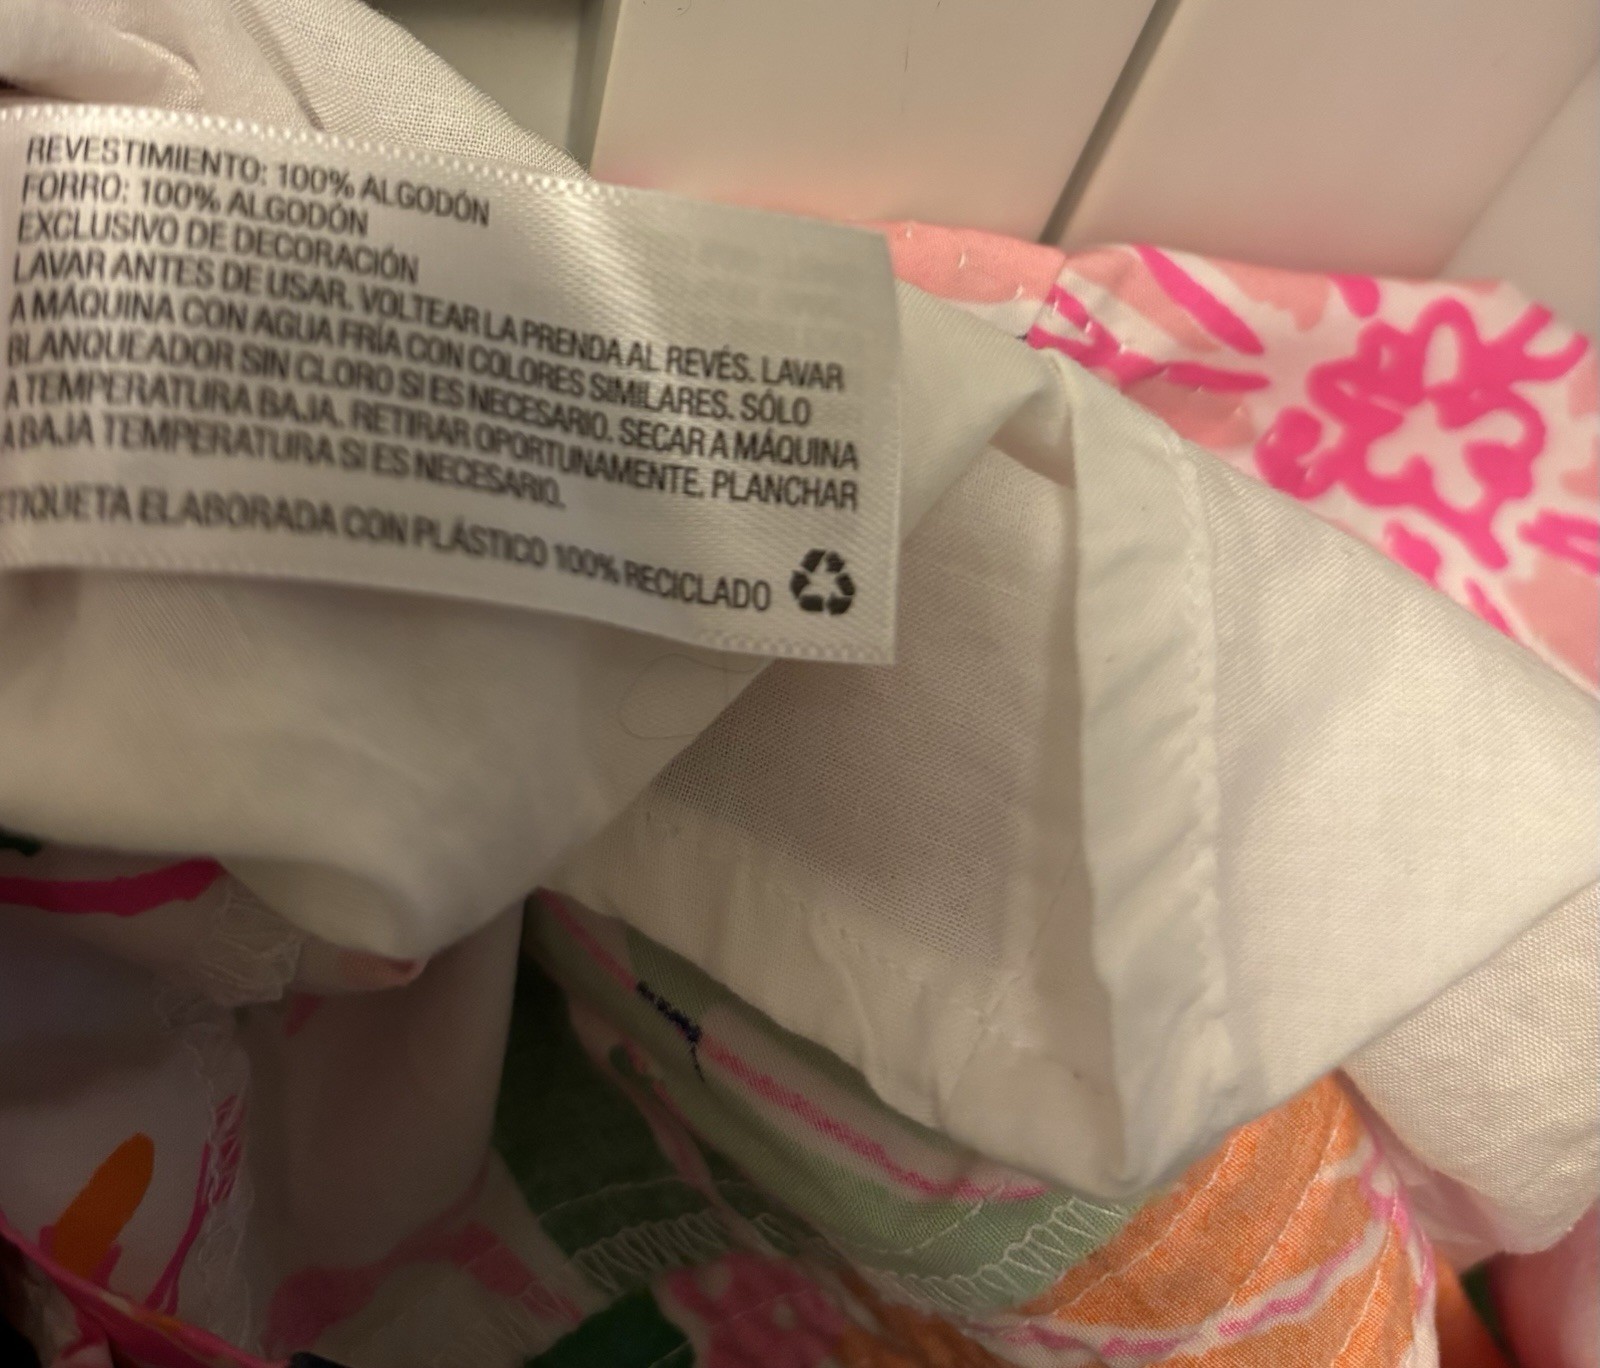 REVESTIMIENTO: 100% ALGODÓN
FORRO: 100% ALGODÓN
EXCLUSIVO DE DECORACIÓN
LAVAR ANTES DE USAR. VOLTEAR LA PRENDA AL REVÉS. LAVAR
A MÁQUINA CON AGUA FRÍA CON COLORES SIMILARES. SÓLO
BLANQUEADOR SIN CLORO SI ES NECESARIO. SECAR A MÁQUINA
A TEMPERATURA BAJA. RETIRAR OPORTUNAMENTE. PLANCHAR
A BAJA TEMPERATURA SI ES NECESARIO.
ETIQUETA ELABORADA CON PLÁSTICO 100% RECICLADO